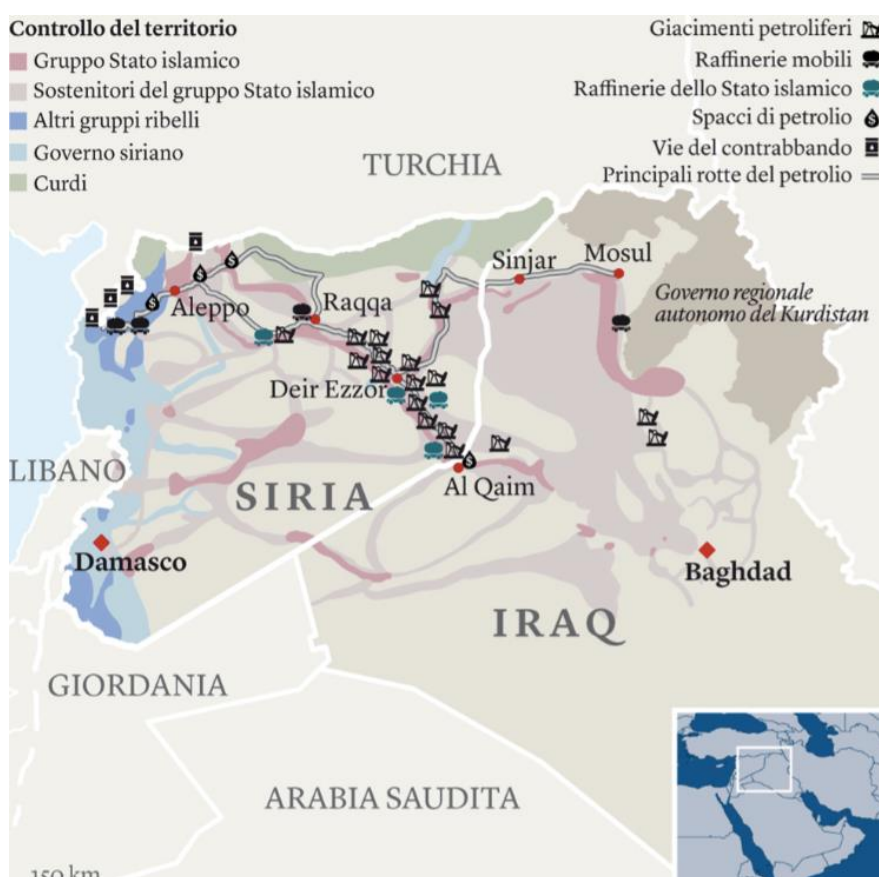 Controllo del territorio
Gruppo Stato islamico
Sostenitori del gruppo Stato islamico
Altri gruppi ribelli
Governo siriano
Curdi
Giacimenti petroliferi
Raffinerie mobili
Raffinerie dello Stato islamico
Spacci di petrolio
Vie del contrabbando
Principali rotte del petrolio
TURCHIA
Sinjar
Mosul
Aleppo
Raqqa
Governo regionale
autonomo del Kurdistan
Deir Ezzor
LIBANO
SIRIA
Al Qaim
Damasco
Baghdad
IRAQ
GIORDANIA
ARABIA SAUDITA
150 km